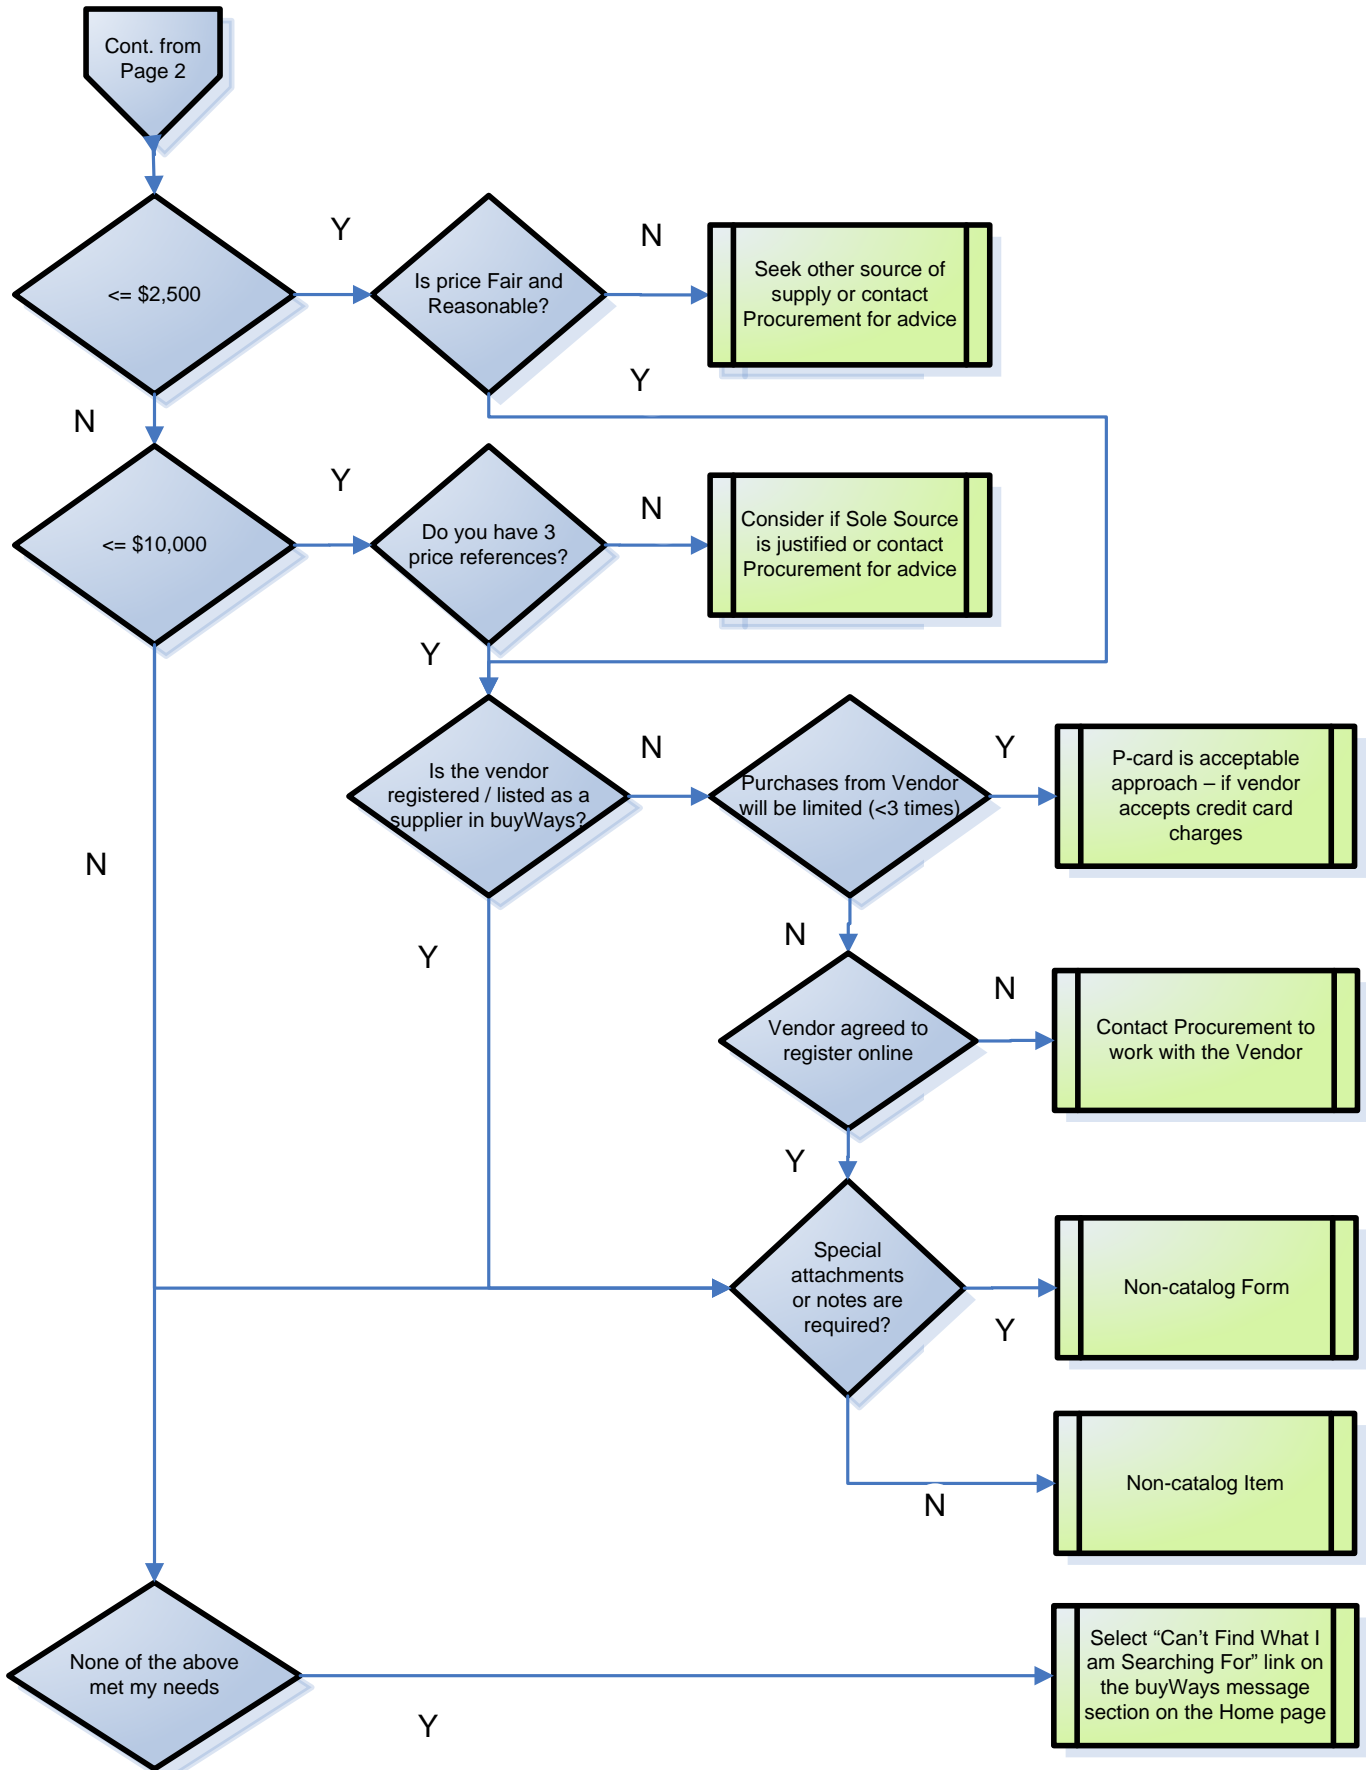 Cont. from
Page 2
<= $2,500
Y
Is price Fair and
Reasonable?
N
Seek other source of
supply or contact
Procurement for advice
Y
N
<= $10,000
Y
Do you have 3
price references?
N
Consider if Sole Source
is justified or contact
Procurement for advice
Y
N
Is the vendor
registered / listed as a
supplier in buyWays?
N
Purchases from Vendor
will be limited (<3 times)
Y
P-card is acceptable
approach – if vendor
accepts credit card
charges
Y
N
Vendor agreed to
register online
N
Contact Procurement to
work with the Vendor
Y
Special
attachments
or notes are
required?
Y
Non-catalog Form
N
Non-catalog Item
None of the above
met my needs
Y
Select “Can’t Find What I
am Searching For” link on
the buyWays message
section on the Home page